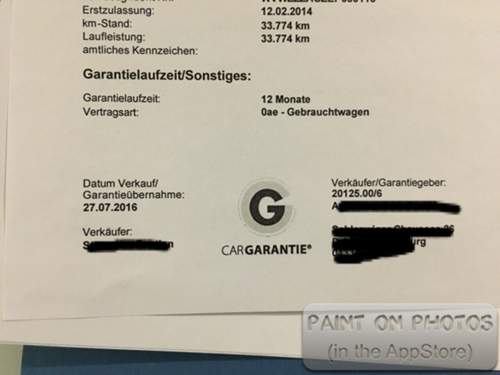 Erstzulassung: 12.02.2014
km-Stand: 33.774 km
Laufleistung: 33.774 km
amtliches Kennzeichen:
Garantielaufzeit/Sonstiges:
Garantielaufzeit: 12 Monate
Vertragsart: 0ae - Gebrauchtwagen
Datum Verkauf/
Garantieübernahme:
27.07.2016
Verkäufer:
G
CARGARANTIE®
Verkäufer/Garantiegeber:
20125.00/6
PAINT ON PHOTOS
(in the AppStore)